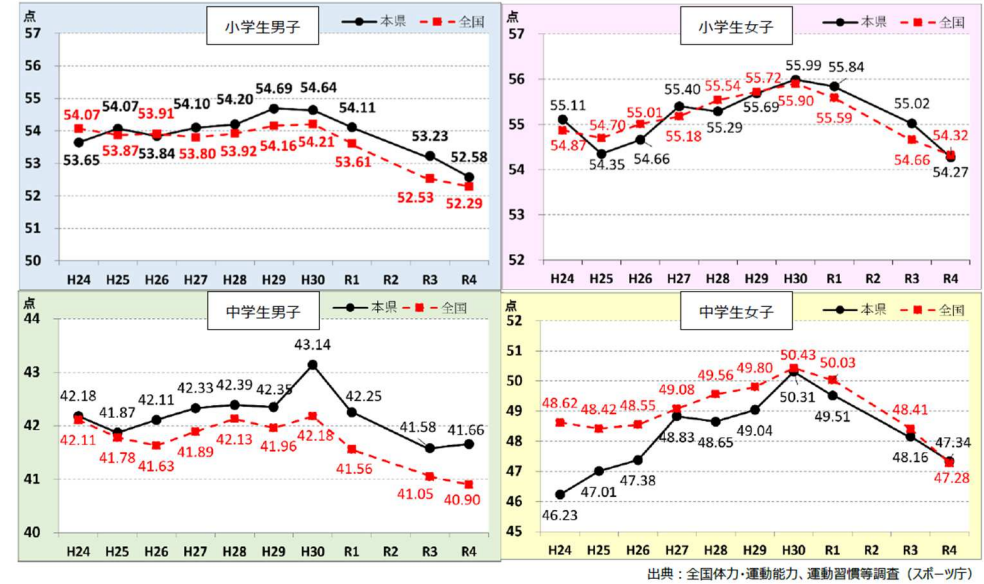 点
小学生男子
本県 全国
57
56
55
54
53
52
51
50
54.07 54.07 53.91 54.10 54.20 54.69 54.64 54.11 53.23 52.58
53.65 53.87 53.84 53.80 53.92 54.16 54.21 53.61 52.53 52.29
H24 H25 H26 H27 H28 H29 H30 R1 R2 R3 R4
点
小学生女子
本県 全国
57
56
55
54
53
52
55.11 54.70 55.01 55.40 55.54 55.72 55.99 55.84 55.02 54.32
54.87 54.35 54.66 55.18 55.29 55.69 55.90 55.59 54.66 54.27
H24 H25 H26 H27 H28 H29 H30 R1 R2 R3 R4
点
中学生男子
本県 全国
44
43
42
41
40
42.18 41.87 42.11 42.33 42.39 42.35 43.14 42.25 41.58 41.66
42.11 41.78 41.63 41.89 42.13 41.96 42.18 41.56 41.05 40.90
H24 H25 H26 H27 H28 H29 H30 R1 R2 R3 R4
点
中学生女子
本県 全国
52
51
50
49
48
47
46
45
48.62 48.42 48.55 49.08 49.56 49.80 50.43 50.03 48.41 47.34
46.23 47.01 47.38 48.83 48.65 49.04 50.31 49.51 48.16 47.28
H24 H25 H26 H27 H28 H29 H30 R1 R2 R3 R4
出典：全国体力・運動能力、運動習慣等調査（スポーツ庁）